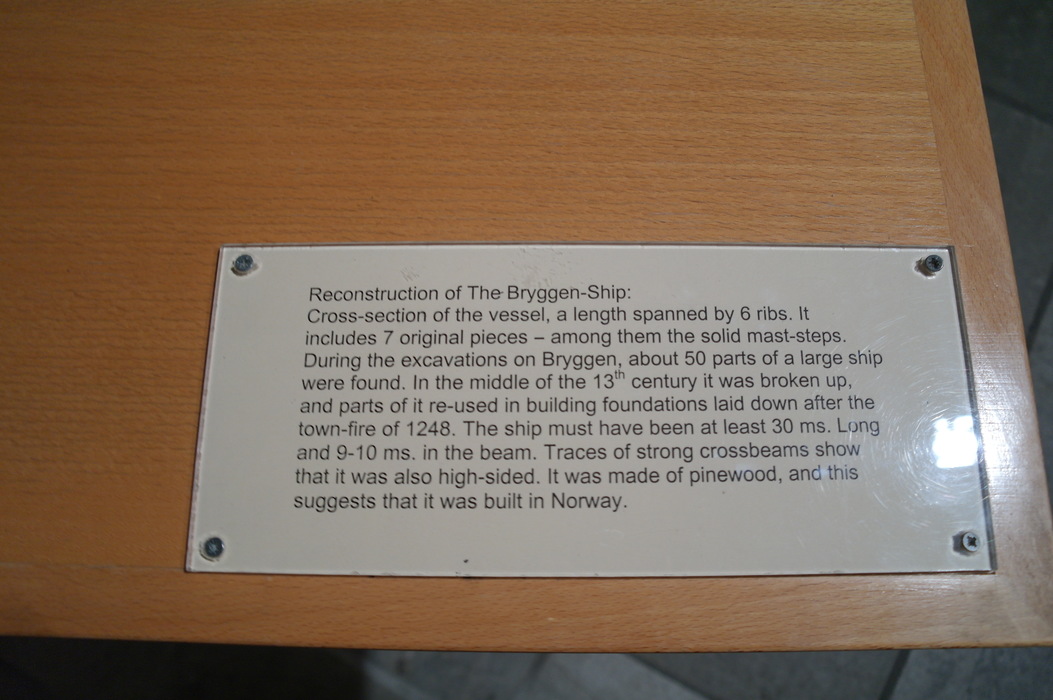 Reconstruction of The Bryggen-Ship:
Cross-section of the vessel, a length spanned by 6 ribs. It
includes 7 original pieces – among them the solid mast-steps.
During the excavations on Bryggen, about 50 parts of a large ship
were found. In the middle of the 13th century it was broken up,
and parts of it re-used in building foundations laid down after the
town-fire of 1248. The ship must have been at least 30 ms. Long
and 9-10 ms. in the beam. Traces of strong crossbeams show
that it was also high-sided. It was made of pinewood, and this
suggests that it was built in Norway.